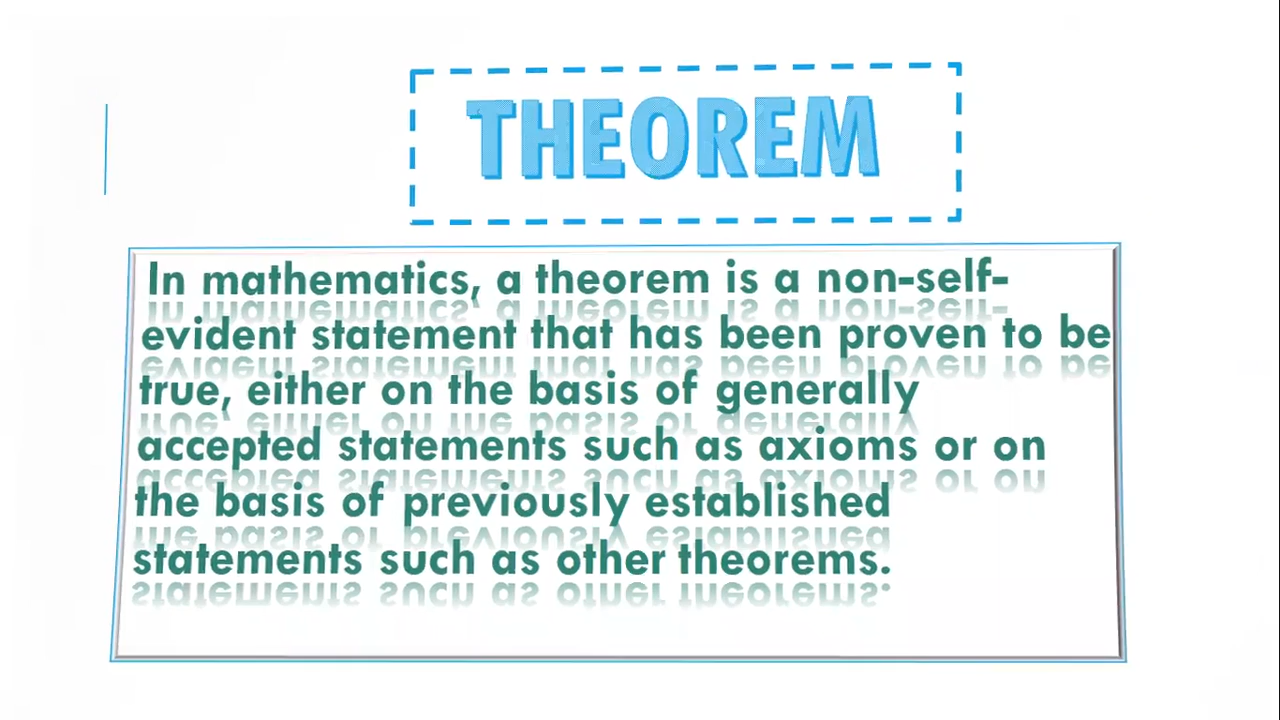 THEOREM
In mathematics, a theorem is a non-self-
evident statement that has been proven to be
true, either on the basis of generally
accepted statements such as axioms or on
the basis of previously established
statements such as other theorems.